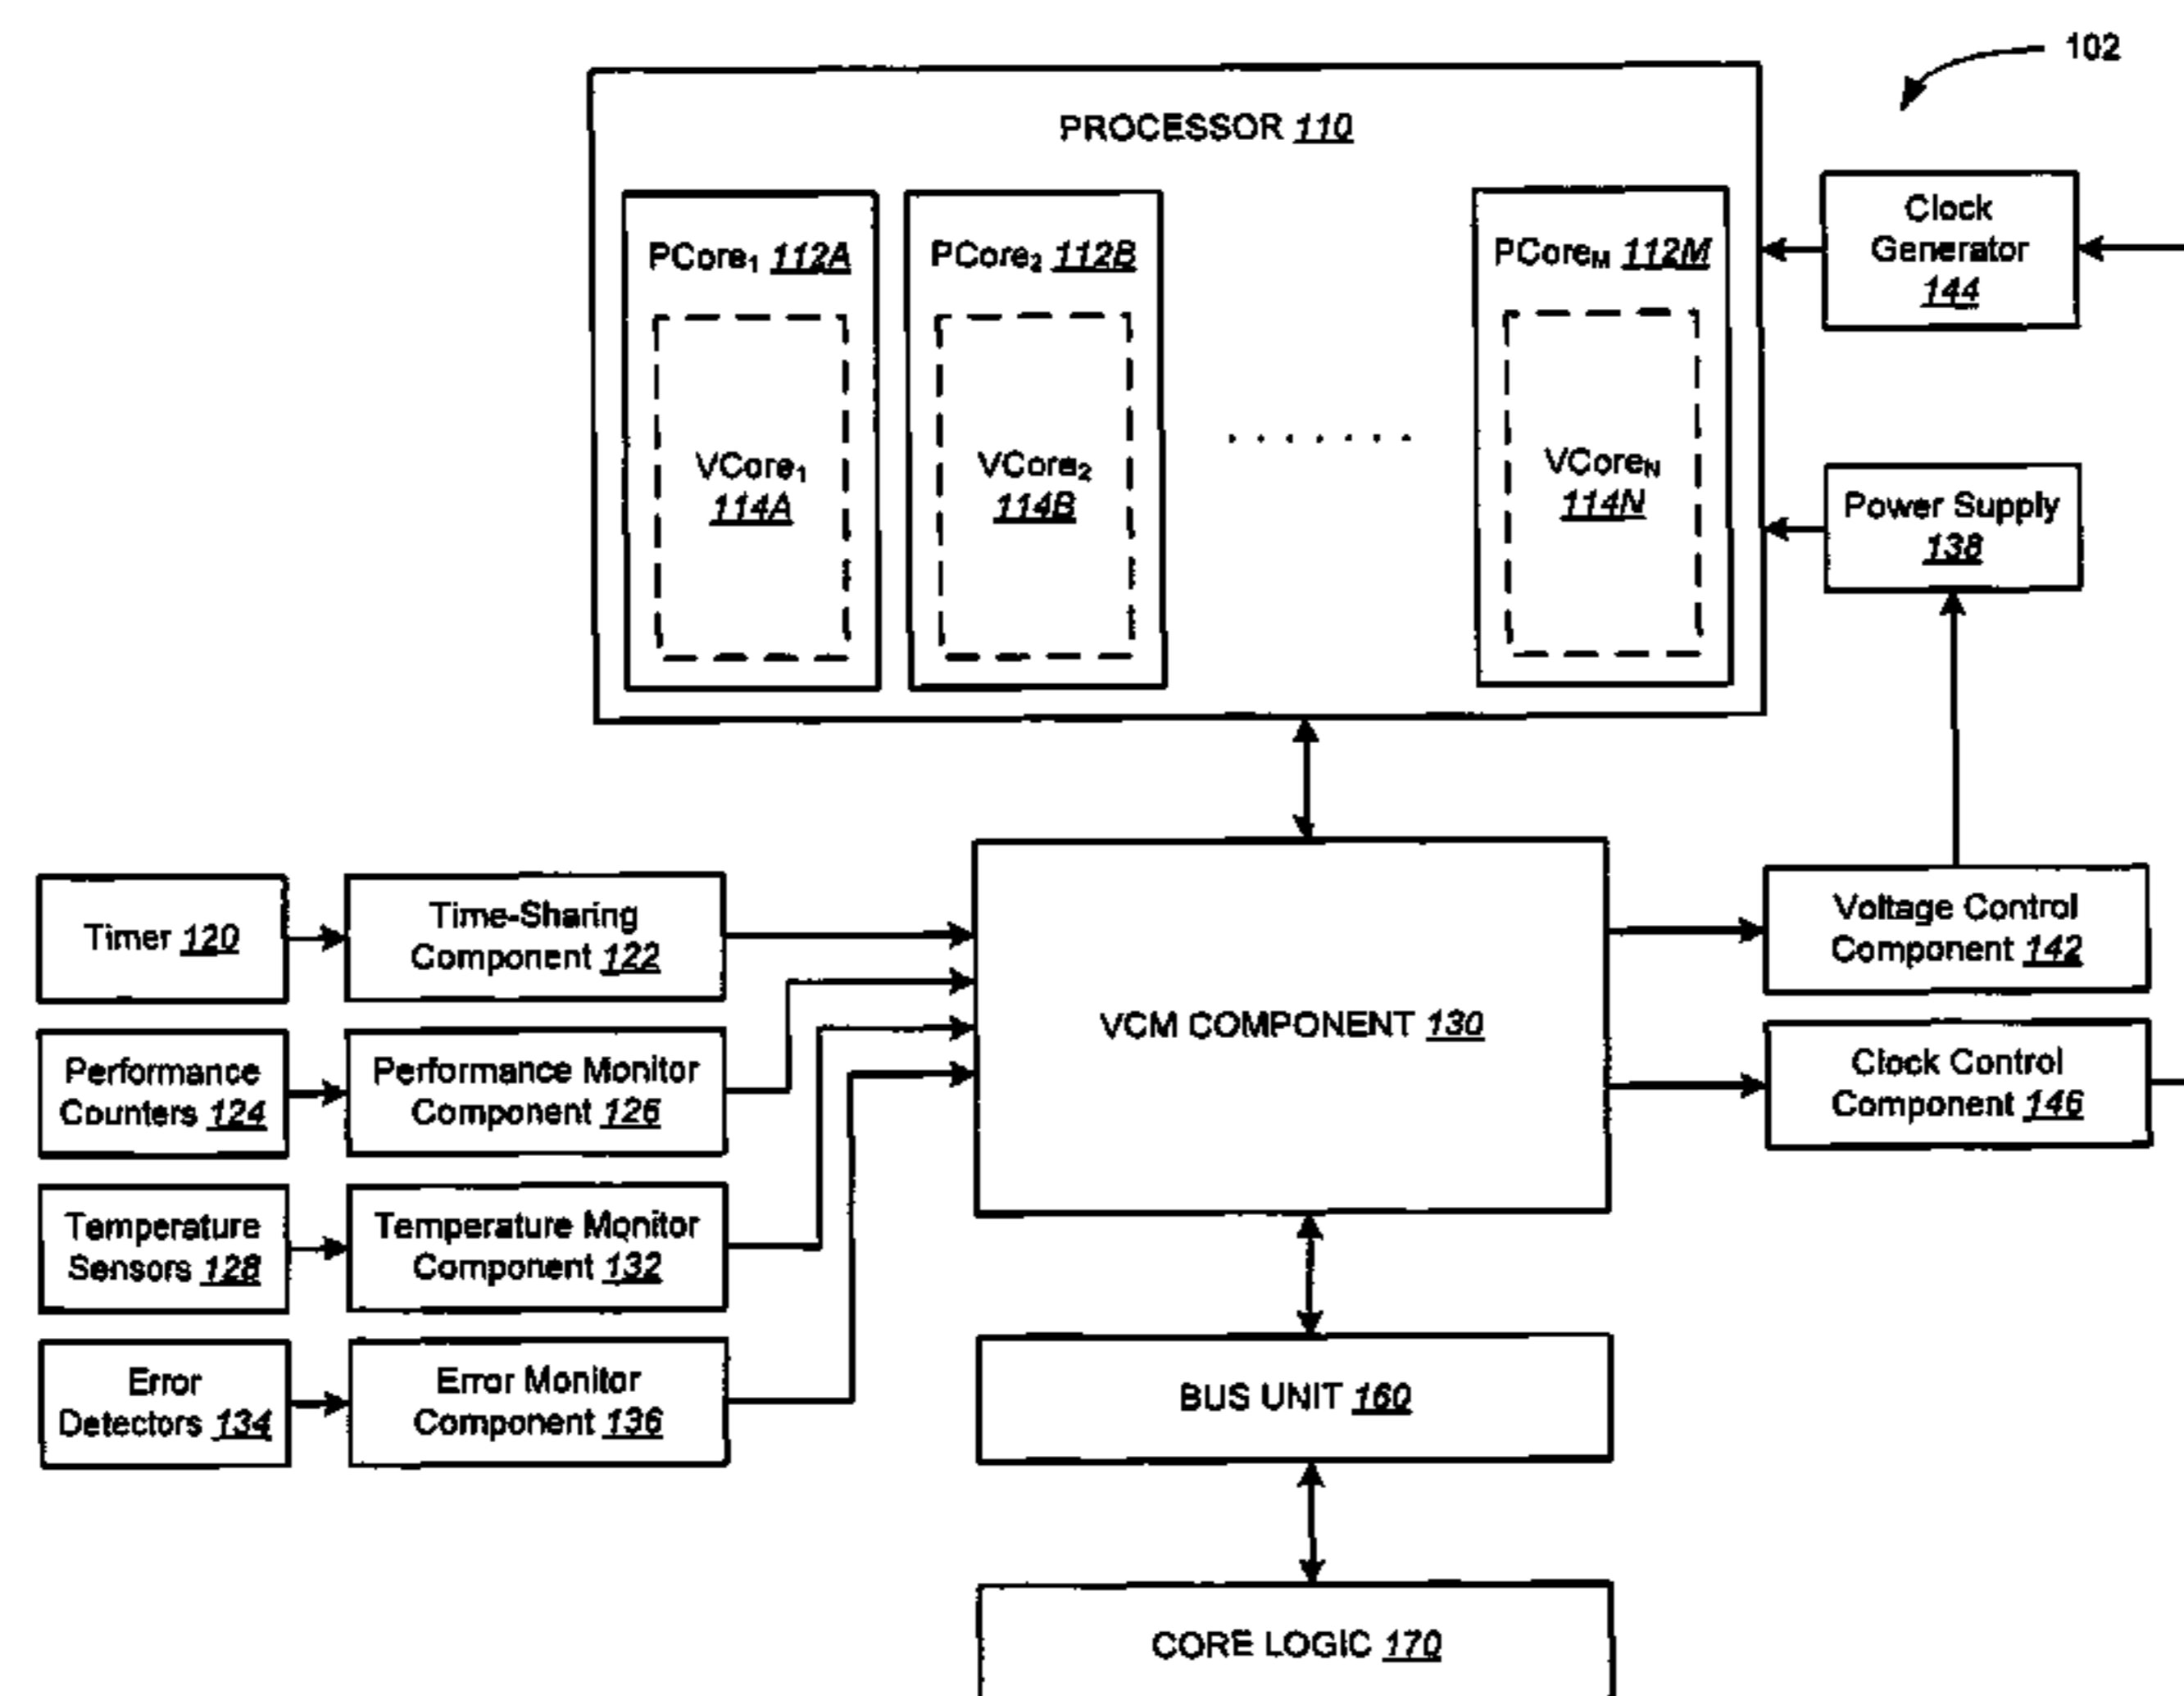 102
PROCESSOR 110
PCore₁ 112A
PCore₂ 112B
PCoreM 112M
VCore₁
114A
VCore₂
114B
VCoreN
114N
Clock
Generator
144
Power Supply
138
Timer 120
Time-Sharing
Component 122
Performance
Counters 124
Performance Monitor
Component 126
Temperature
Sensors 128
Temperature Monitor
Component 132
Error
Detectors 134
Error Monitor
Component 136
VCM COMPONENT 130
Voltage Control
Component 142
Clock Control
Component 146
BUS UNIT 160
CORE LOGIC 170